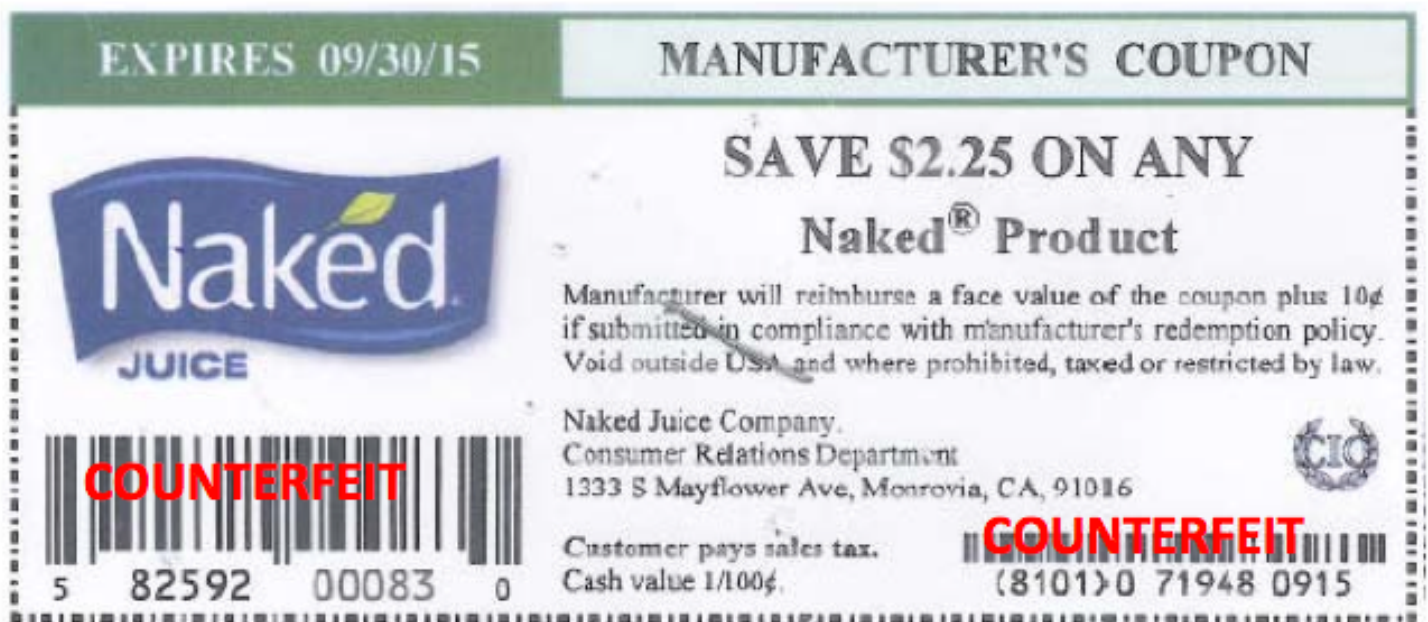 EXPIRES 09/30/15
MANUFACTURER'S COUPON
Naked
JUICE
SAVE $2.25 ON ANY
Naked® Product
Manufacturer will reimburse a face value of the coupon plus 10¢
if submitted in compliance with manufacturer's redemption policy.
Void outside USA and where prohibited, taxed or restricted by law.
Naked Juice Company.
Consumer Relations Department
1333 S Mayflower Ave, Monrovia, CA, 91016
CIC
Customer pays sales tax.
Cash value 1/100¢.
COUNTERFEIT
5 82592 00083 0
COUNTERFEIT
(8101)0 71948 0915